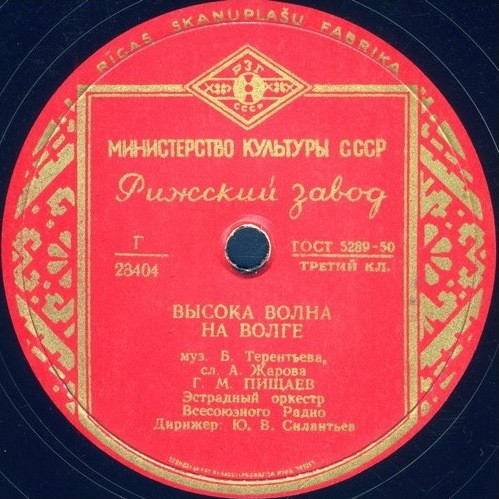 RĪGAS SKAŅUPLAŠU FABRIKA
РЗГ
СССР
МИНИСТЕРСТВО КУЛЬТУРЫ СССР
Рижский завод
Г
23404
ГОСТ 5289-50
ТРЕТИЙ КЛ.
ВЫСОКА ВОЛНА
НА ВОЛГЕ
муз. Б. Терентьева,
сл. А. Жарова
Г. М. ПИЩАЕВ
Эстрадный оркестр
Всесоюзного Радио
Дирижер: Ю. В. Силантьев